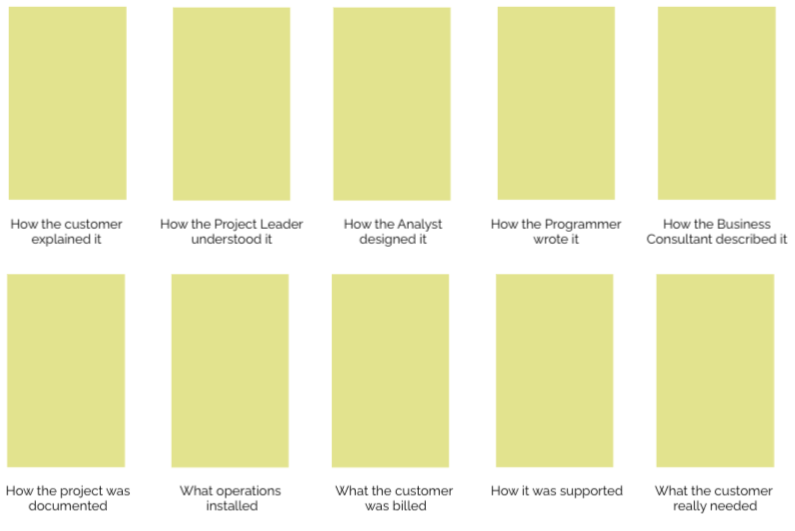 How the customer
explained it
How the Project Leader
understood it
How the Analyst
designed it
How the Programmer
wrote it
How the Business
Consultant described it
How the project was
documented
What operations
installed
What the customer
was billed
How it was supported
What the customer
really needed